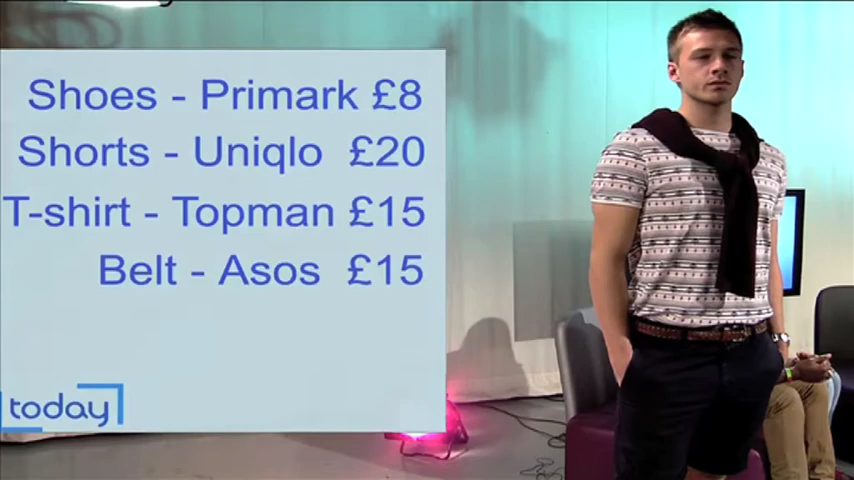 Shoes - Primark £8
Shorts - Uniqlo £20
T-shirt - Topman £15
Belt - Asos £15
today